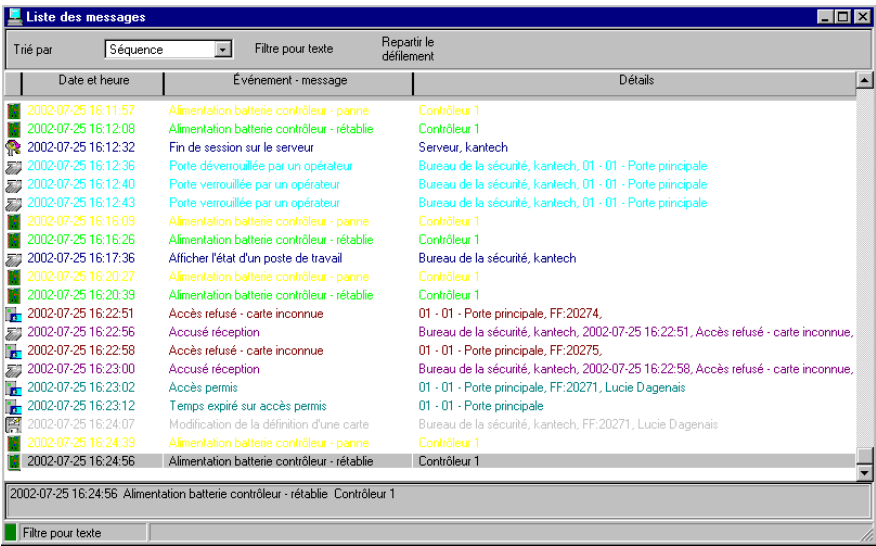 Liste des messages
Trié par Séquence Filtre pour texte Repartir le
défilement
Date et heure Événement - message Détails
2002-07-25 16:11:57 Alimentation batterie contrôleur - panne Contrôleur 1
2002-07-25 16:12:08 Alimentation batterie contrôleur - rétablie Contrôleur 1
2002-07-25 16:12:32 Fin de session sur le serveur Serveur, kantech
2002-07-25 16:12:36 Porte déverrouillée par un opérateur Bureau de la sécurité, kantech, 01 - 01 - Porte principale
2002-07-25 16:12:40 Porte verrouillée par un opérateur Bureau de la sécurité, kantech, 01 - 01 - Porte principale
2002-07-25 16:12:43 Porte verrouillée par un opérateur Bureau de la sécurité, kantech, 01 - 01 - Porte principale
2002-07-25 16:16:09 Alimentation batterie contrôleur - panne Contrôleur 1
2002-07-25 16:16:26 Alimentation batterie contrôleur - rétablie Contrôleur 1
2002-07-25 16:17:36 Afficher l'état d'un poste de travail Bureau de la sécurité, kantech
2002-07-25 16:20:27 Alimentation batterie contrôleur - panne Contrôleur 1
2002-07-25 16:20:39 Alimentation batterie contrôleur - rétablie Contrôleur 1
2002-07-25 16:22:51 Accès refusé - carte inconnue 01 - 01 - Porte principale, FF:20274,
2002-07-25 16:22:56 Accusé réception Bureau de la sécurité, kantech, 2002-07-25 16:22:51, Accès refusé - carte inconnue,
2002-07-25 16:22:58 Accès refusé - carte inconnue 01 - 01 - Porte principale, FF:20275,
2002-07-25 16:23:00 Accusé réception Bureau de la sécurité, kantech, 2002-07-25 16:22:58, Accès refusé - carte inconnue,
2002-07-25 16:23:02 Accès permis 01 - 01 - Porte principale, FF:20271, Lucie Dagenais
2002-07-25 16:23:12 Temps expiré sur accès permis 01 - 01 - Porte principale
2002-07-25 16:24:07 Modification de la définition d'une carte Bureau de la sécurité, kantech, FF:20271, Lucie Dagenais
2002-07-25 16:24:39 Alimentation batterie contrôleur - panne Contrôleur 1
2002-07-25 16:24:56 Alimentation batterie contrôleur - rétablie Contrôleur 1
2002-07-25 16:24:56 Alimentation batterie contrôleur - rétablie Contrôleur 1
Filtre pour texte